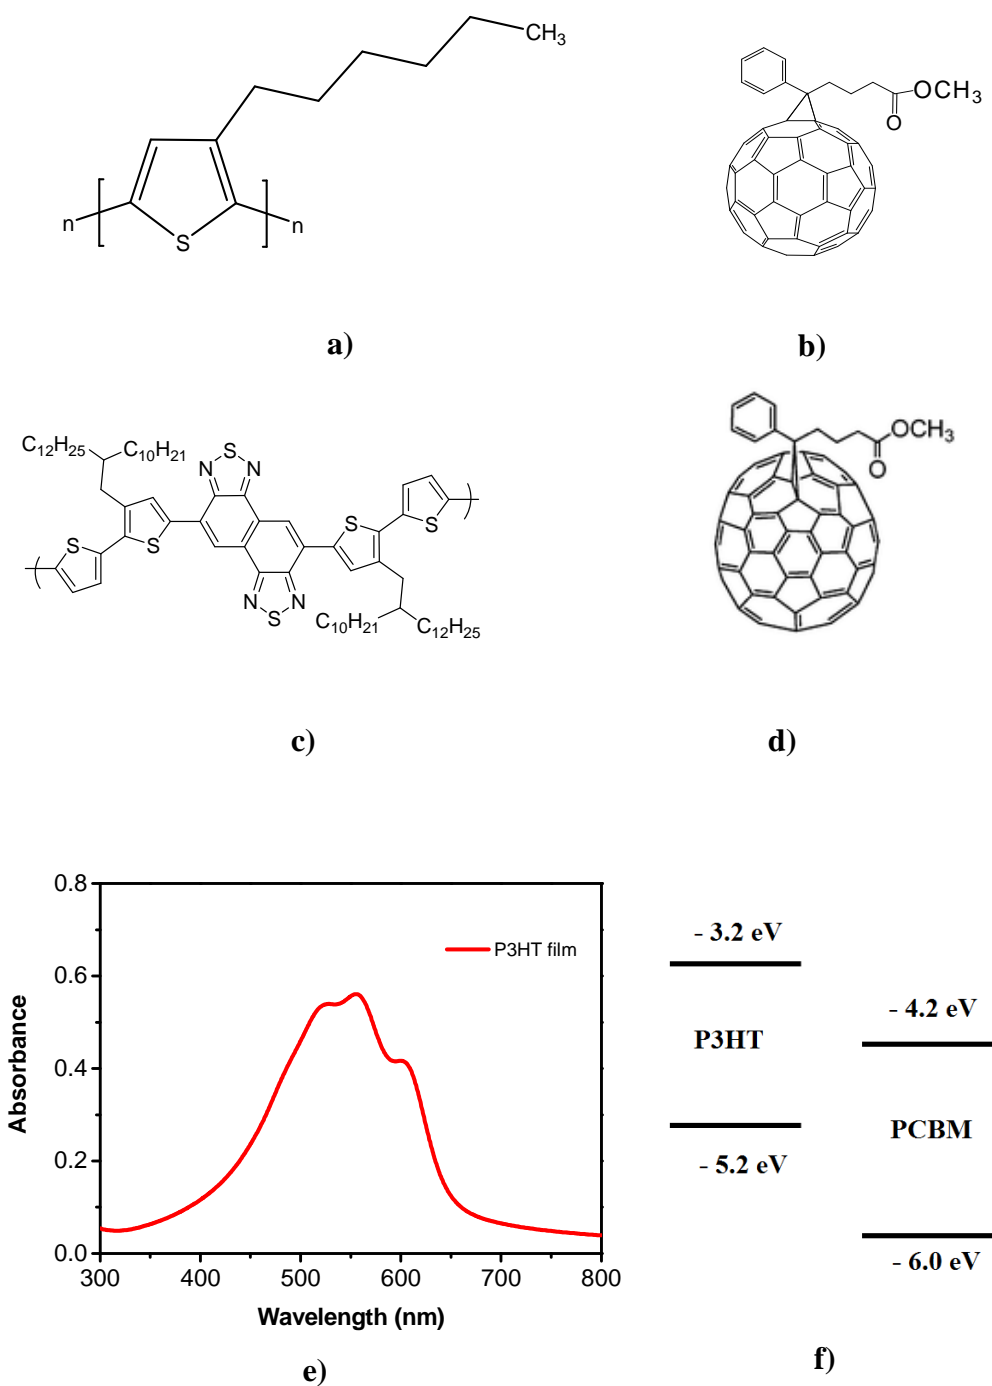 CH3
n
n
S
a)
OCH3
O
b)
C12H25
C10H21
S
N
N
S
S
S
S
N
N
S
C10H21
C12H25
c)
OCH3
O
d)
0.8
0.6
0.4
0.2
0.0
Absorbance
P3HT film
300 400 500 600 700 800
Wavelength (nm)
e)
- 3.2 eV
P3HT
- 5.2 eV
- 4.2 eV
PCBM
- 6.0 eV
f)